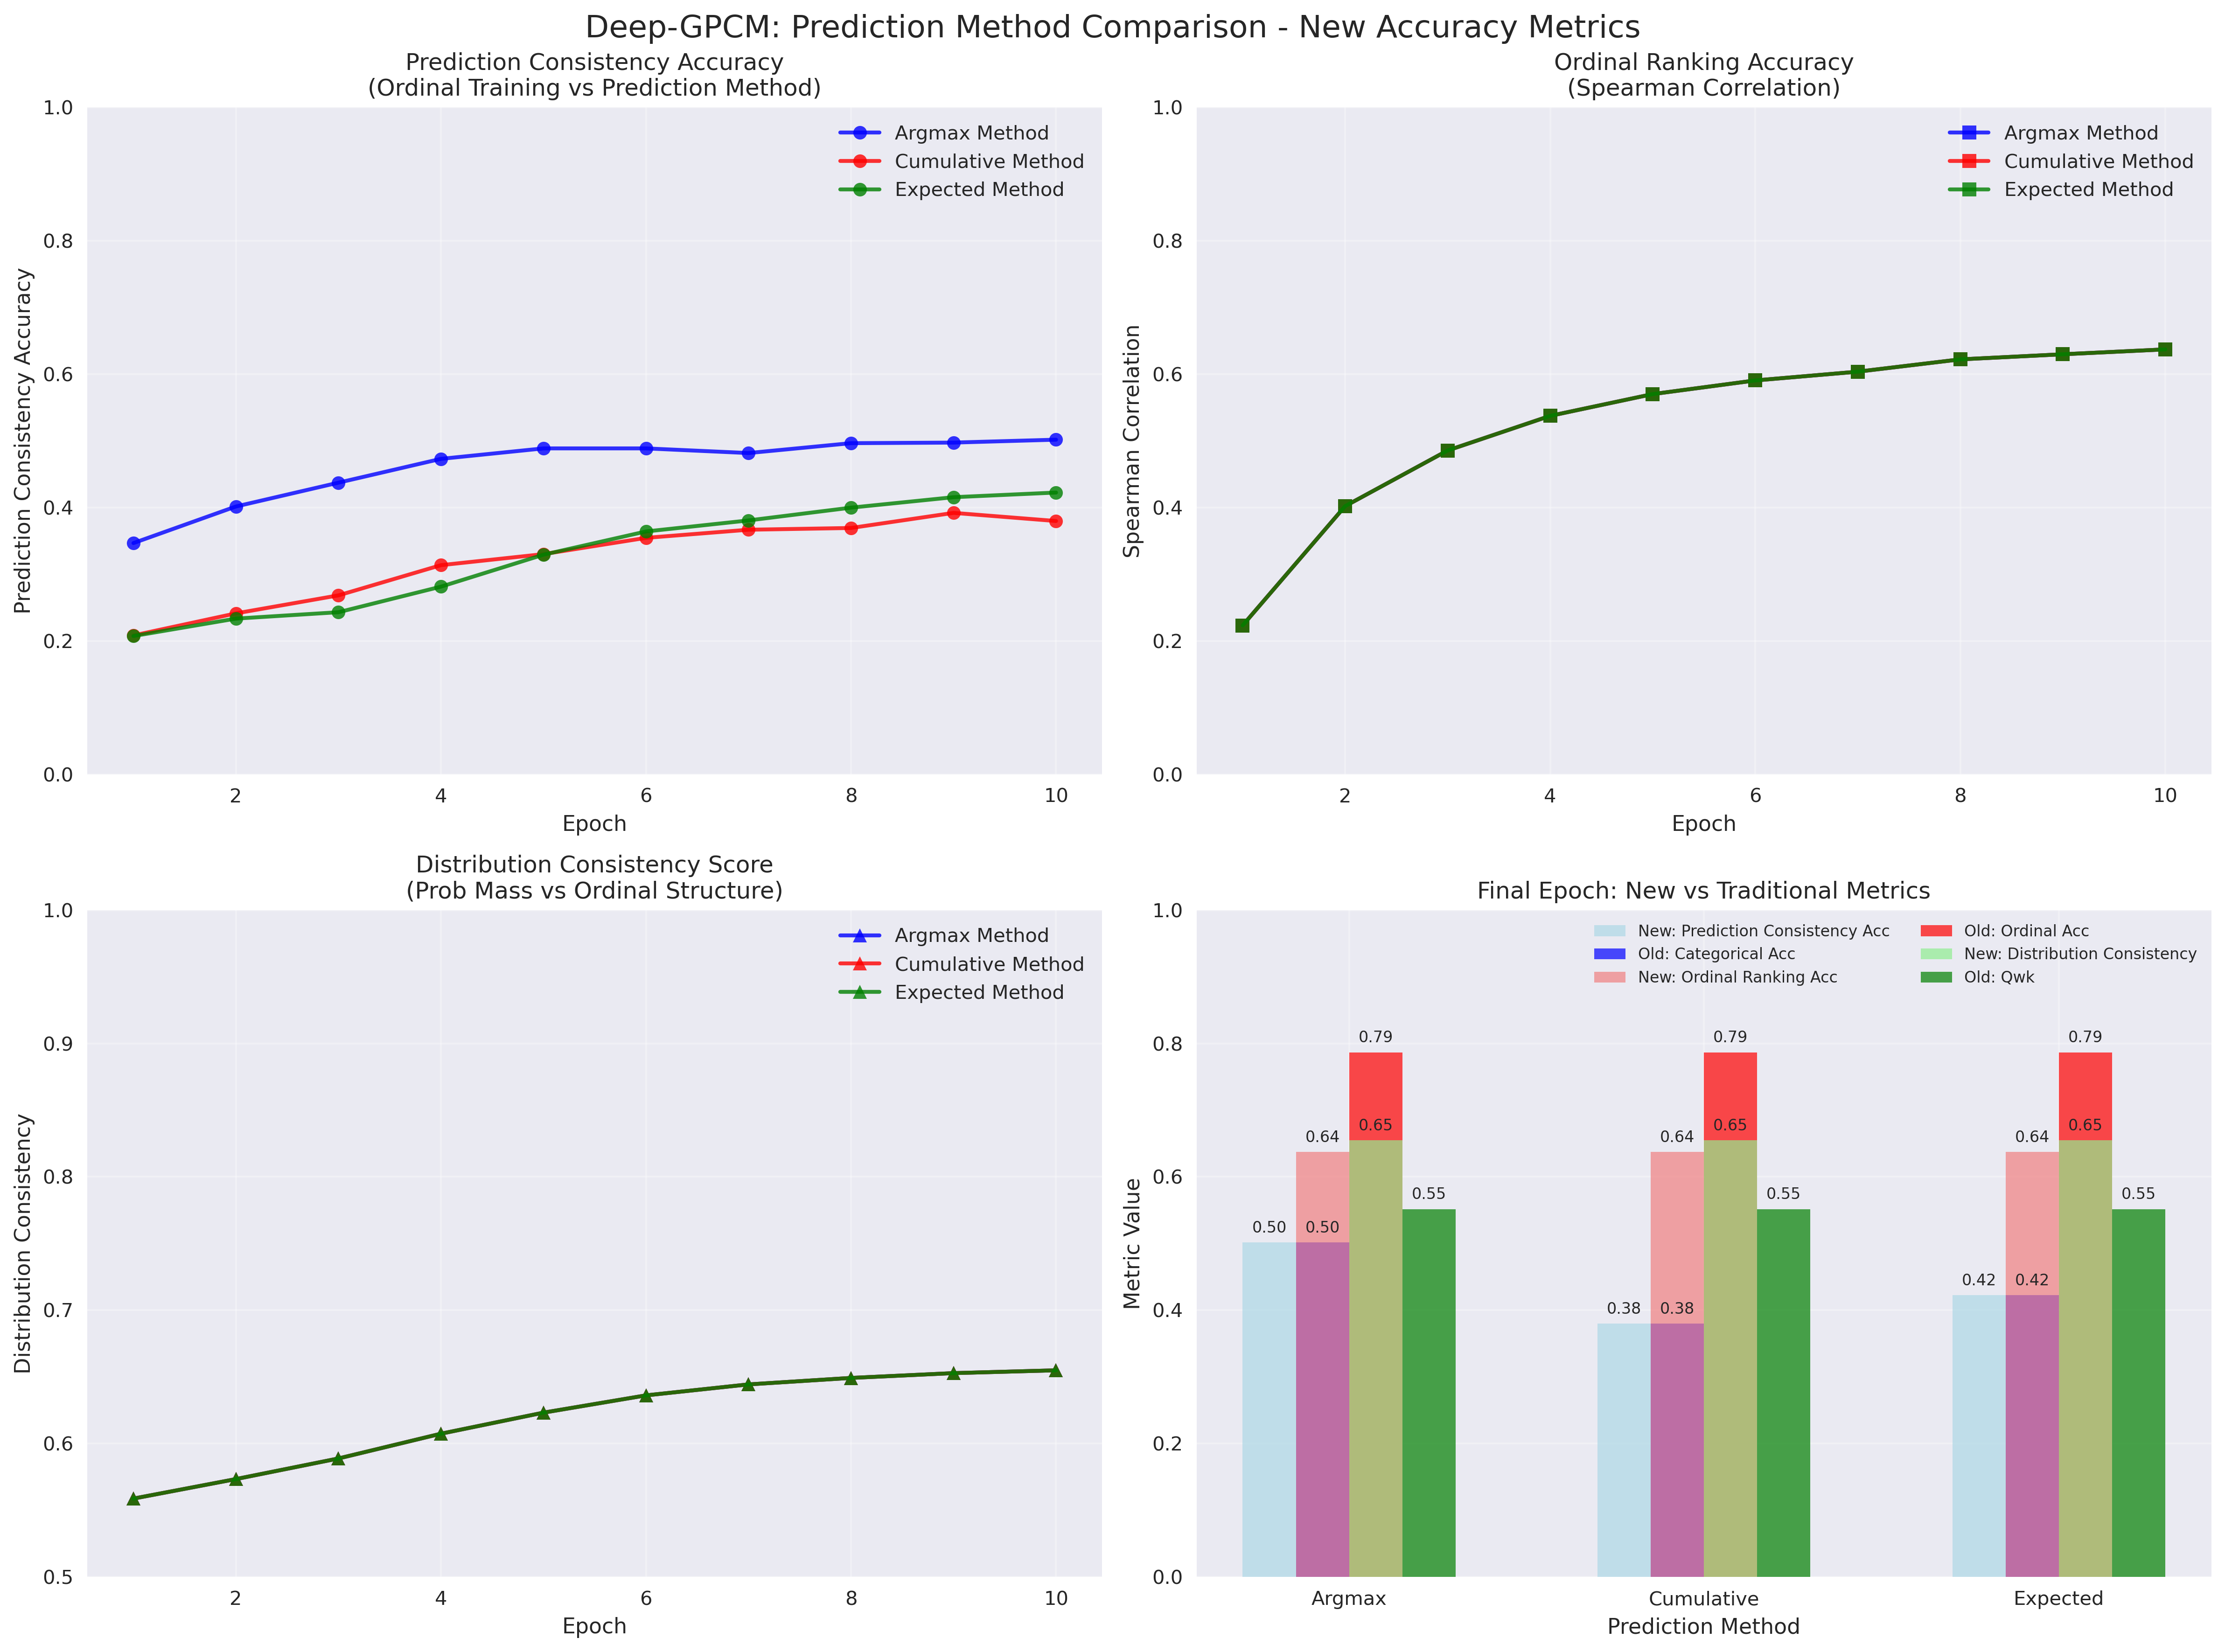 Deep-GPCM: Prediction Method Comparison - New Accuracy Metrics
Prediction Consistency Accuracy
(Ordinal Training vs Prediction Method)
1.0
0.8
0.6
0.4
0.2
0.0
Prediction Consistency Accuracy
Argmax Method
Cumulative Method
Expected Method
2
4
6
8
10
Epoch
Ordinal Ranking Accuracy
(Spearman Correlation)
1.0
0.8
0.6
0.4
0.2
0.0
Spearman Correlation
Argmax Method
Cumulative Method
Expected Method
2
4
6
8
10
Epoch
Distribution Consistency Score
(Prob Mass vs Ordinal Structure)
1.0
0.9
0.8
0.7
0.6
0.5
Distribution Consistency
Argmax Method
Cumulative Method
Expected Method
2
4
6
8
10
Epoch
Final Epoch: New vs Traditional Metrics
1.0
0.8
0.6
0.4
0.2
0.0
Metric Value
New: Prediction Consistency Acc
Old: Categorical Acc
New: Ordinal Ranking Acc
Old: Ordinal Acc
New: Distribution Consistency
Old: Qwk
0.50
0.64
0.50
0.79
0.65
0.55
0.38
0.64
0.38
0.79
0.65
0.55
0.42
0.64
0.42
0.79
0.65
0.55
Argmax
Cumulative
Expected
Prediction Method